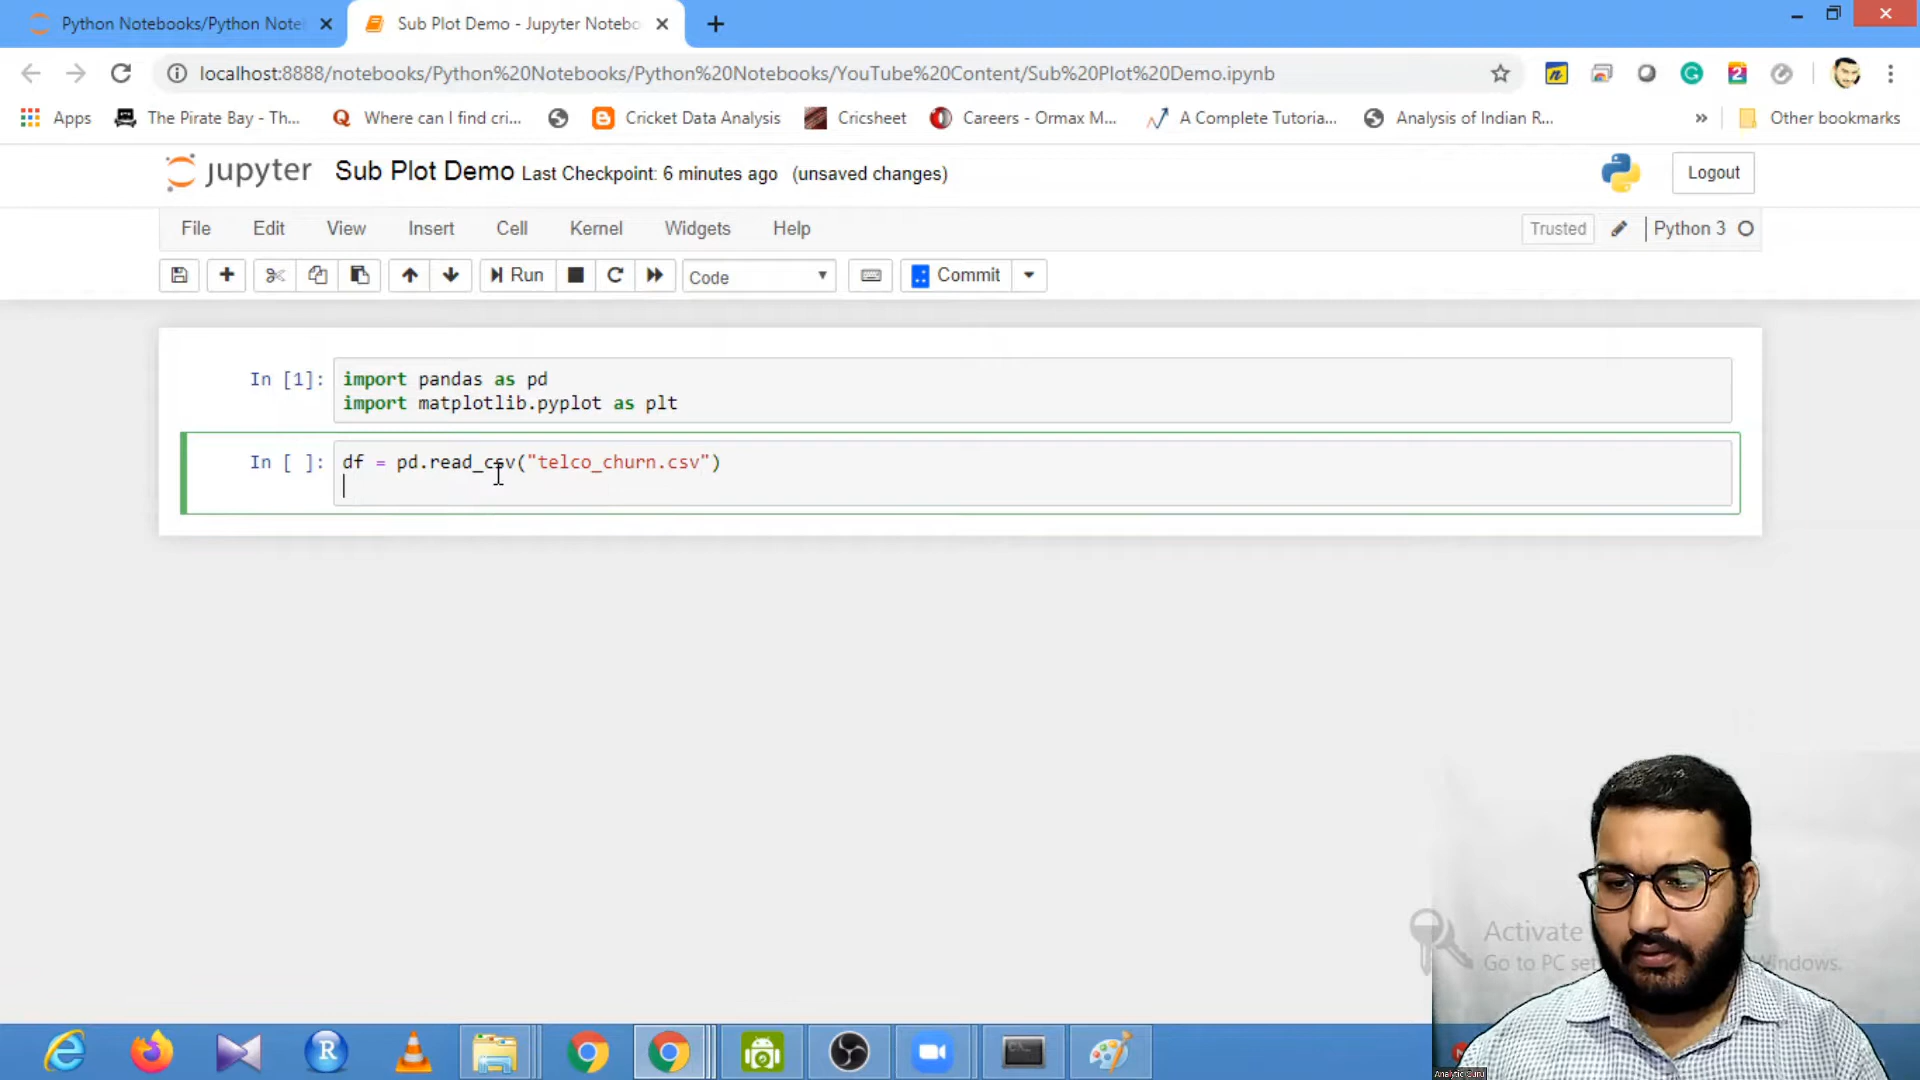 Python Notebooks/Python Note
Sub Plot Demo - Jupyter Notebo
localhost:8888/notebooks/Python%20Notebooks/Python%20Notebooks/YouTube%20Content/Sub%20Plot%20Demo.ipynb
Apps
The Pirate Bay - Th...
Where can I find cri...
Cricket Data Analysis
Cricsheet
Careers - Ormax M...
A Complete Tutoria...
Analysis of Indian R...
»
Other bookmarks
jupyter
Sub Plot Demo
Last Checkpoint: 6 minutes ago (unsaved changes)
Logout
File
Edit
View
Insert
Cell
Kernel
Widgets
Help
Trusted
Python 3
Run
Code
Commit
In [1]:
import pandas as pd
import matplotlib.pyplot as plt
In [ ]:
df = pd.read_csv("telco_churn.csv")
Activate
Go to PC set
Windows.
Analytic Guru